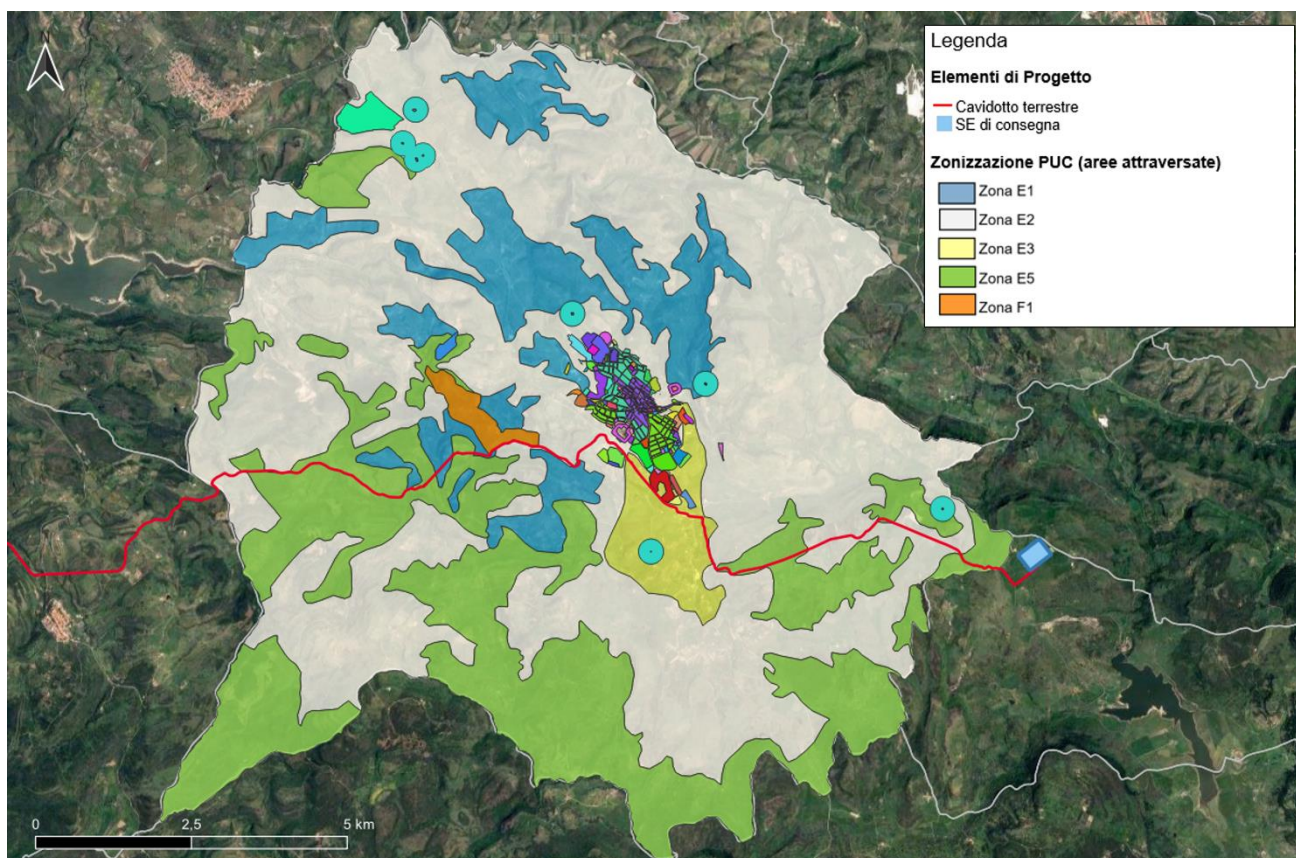 N
Legenda
Elementi di Progetto
Cavidotto terrestre
SE di consegna
Zonizzazione PUC (aree attraversate)
Zona E1
Zona E2
Zona E3
Zona E5
Zona F1
0 2,5 5 km